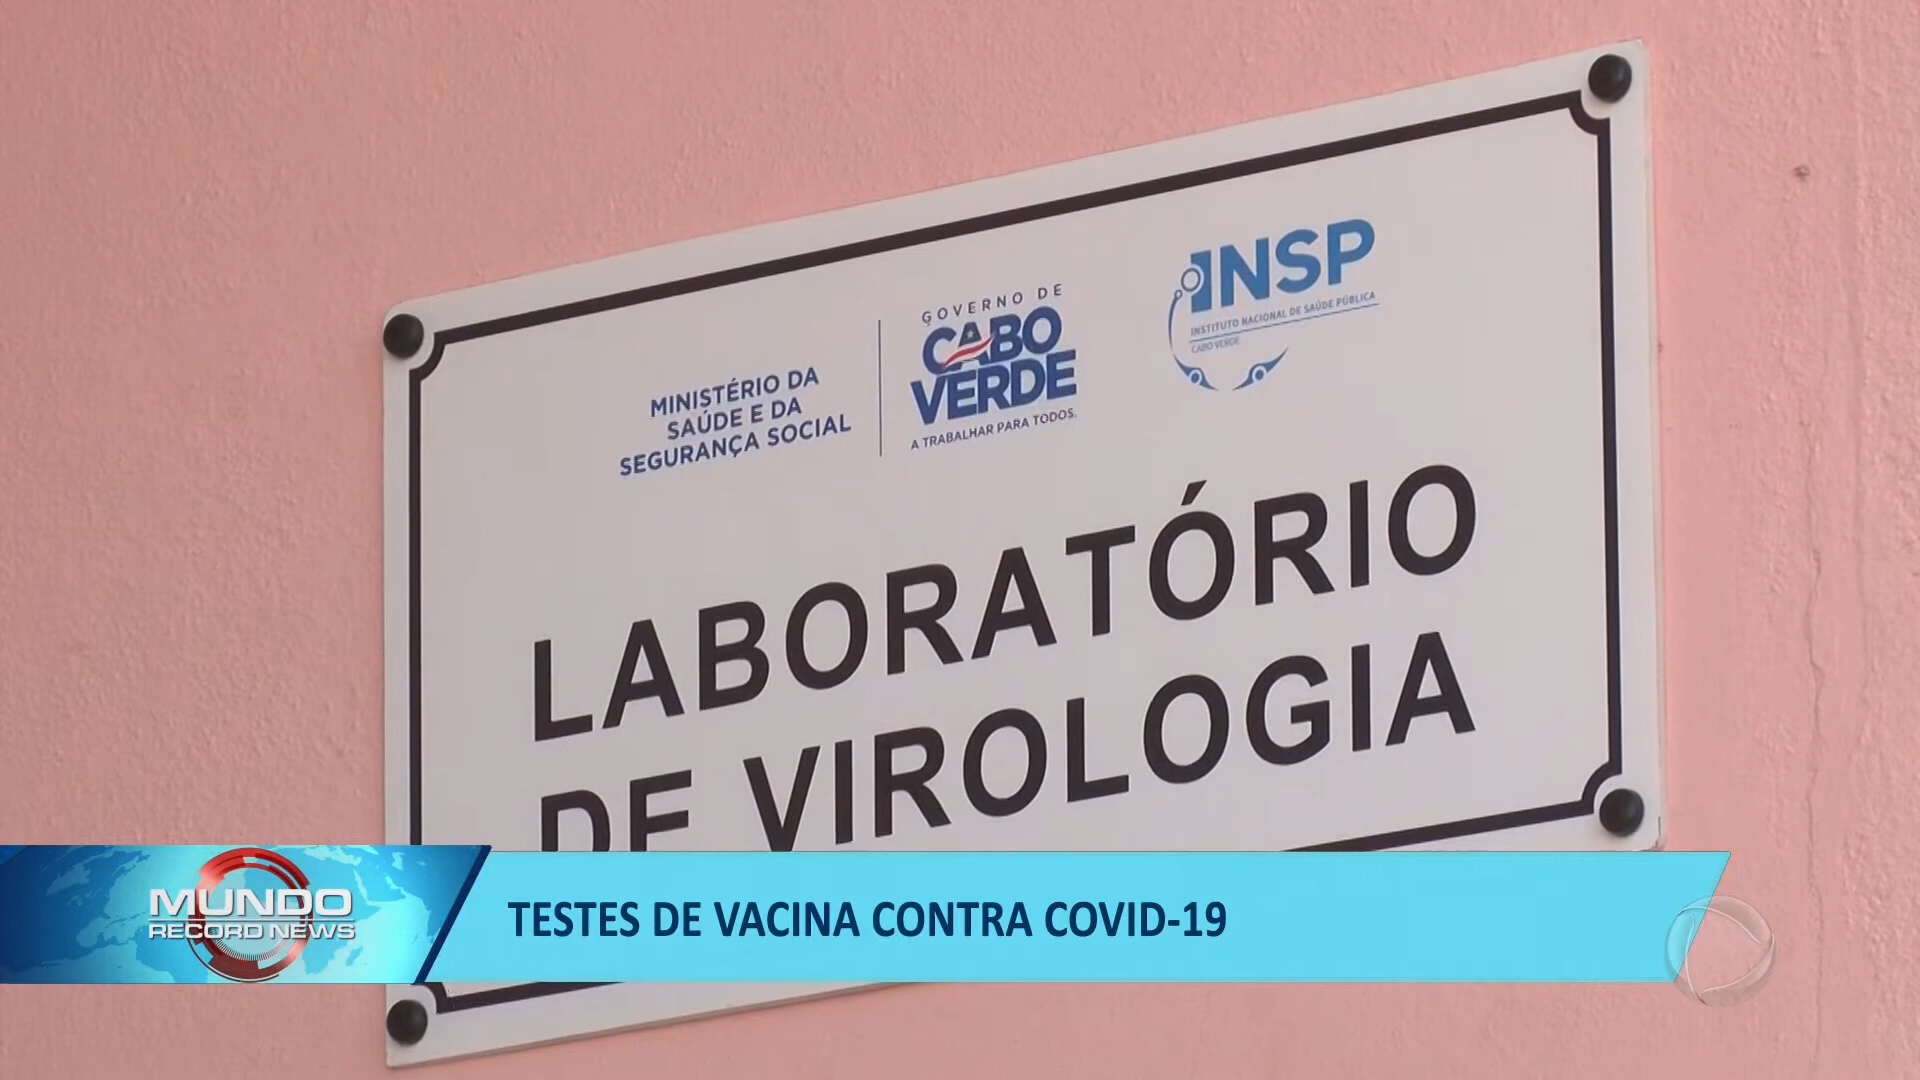 MINISTÉRIO DA
SAÚDE E DA
SEGURANÇA SOCIAL
GOVERNO DE
CABO
VERDE
A TRABALHAR PARA TODOS.
INSP
INSTITUTO NACIONAL DE SAÚDE PÚBLICA
CABO VERDE
LABORATÓRIO
DE VIROLOGIA
MUNDO
RECORD NEWS
TESTES DE VACINA CONTRA COVID-19